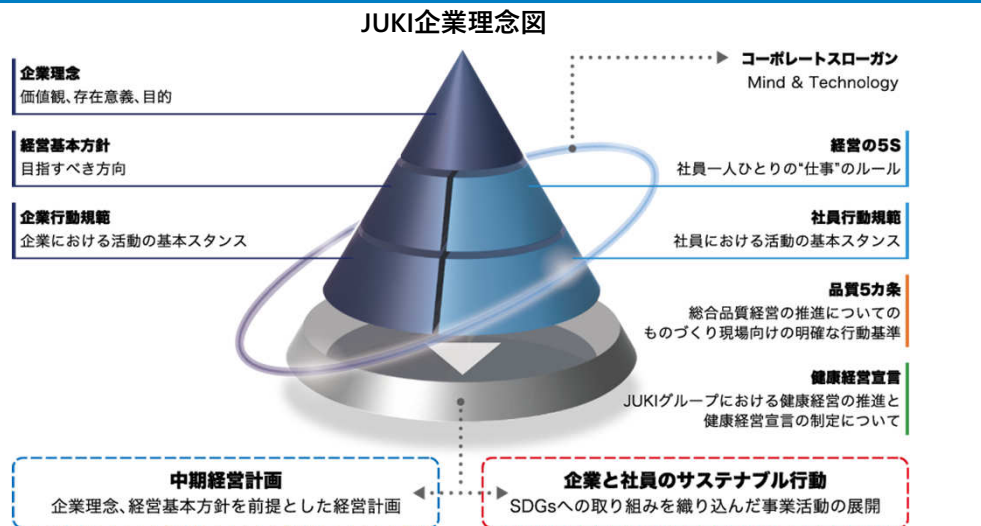 JUKI企業理念図
企業理念
価値観、存在意義、目的
経営基本方針
目指すべき方向
企業行動規範
企業における活動の基本スタンス
コーポレートスローガン
Mind & Technology
経営の5S
社員一人ひとりの“仕事”のルール
社員行動規範
社員における活動の基本スタンス
品質5カ条
総合品質経営の推進についての
ものづくり現場向けの明確な行動基準
健康経営宣言
JUKIグループにおける健康経営の推進と
健康経営宣言の制定について
中期経営計画
企業理念、経営基本方針を前提とした経営計画
企業と社員のサステナブル行動
SDGsへの取り組みを織り込んだ事業活動の展開